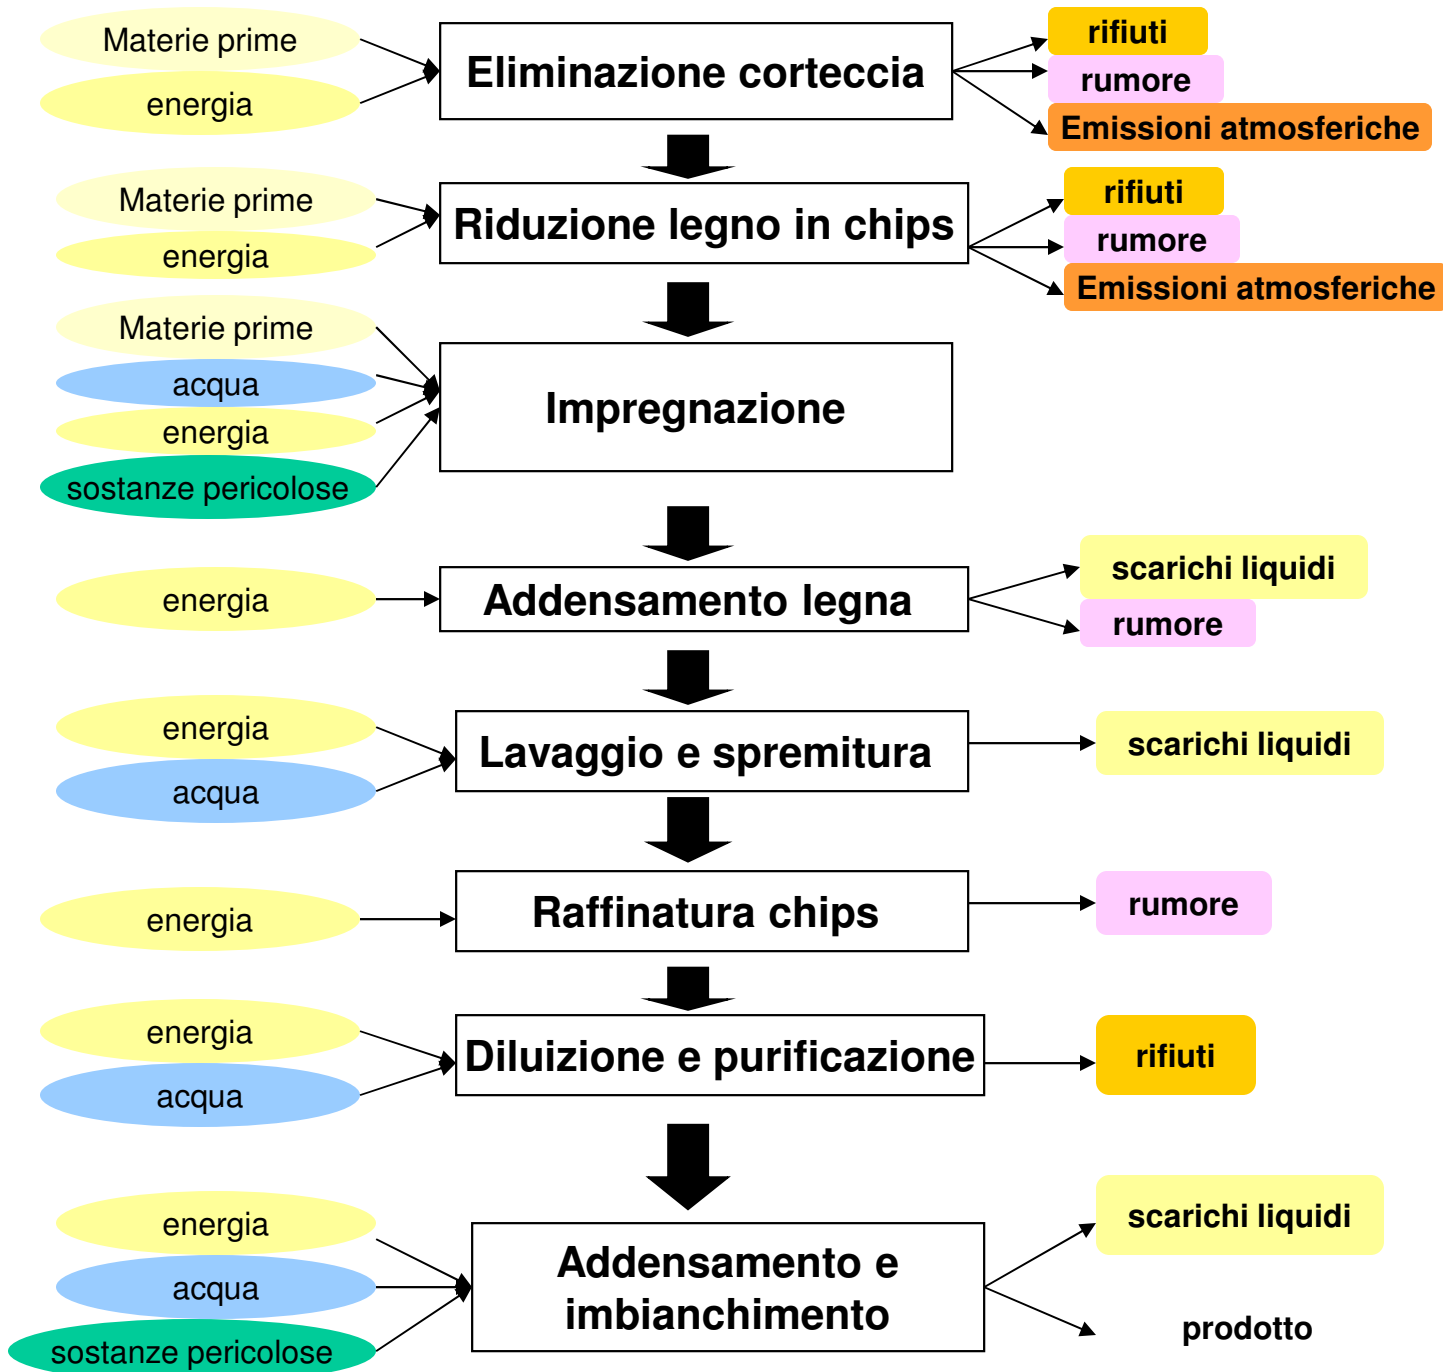 Materie prime
energia
Eliminazione corteccia
rifiuti
rumore
Emissioni atmosferiche
Materie prime
energia
Riduzione legno in chips
rifiuti
rumore
Emissioni atmosferiche
Materie prime
acqua
energia
sostanze pericolose
Impregnazione
energia
Addensamento legna
scarichi liquidi
rumore
energia
acqua
Lavaggio e spremitura
scarichi liquidi
energia
Raffinatura chips
rumore
energia
acqua
Diluizione e purificazione
rifiuti
energia
acqua
sostanze pericolose
Addensamento e
imbianchimento
scarichi liquidi
prodotto